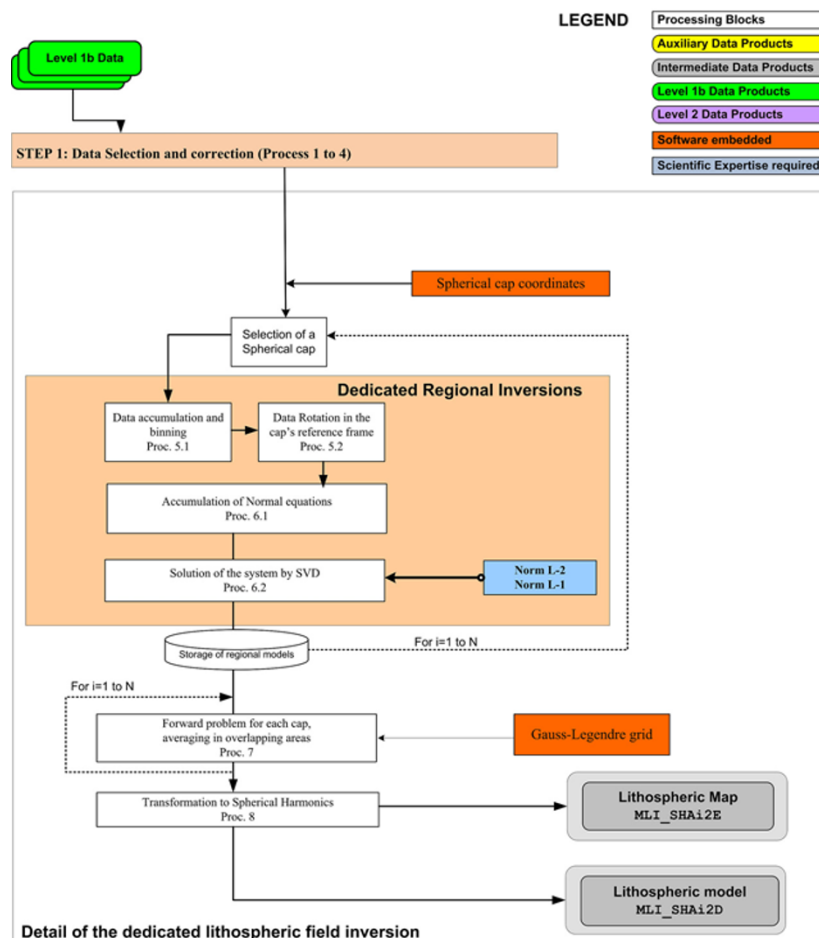 LEGEND
Processing Blocks
Auxiliary Data Products
Intermediate Data Products
Level 1b Data Products
Level 2 Data Products
Software embedded
Scientific Expertise required
Level 1b Data
STEP 1: Data Selection and correction (Process 1 to 4)
Spherical cap coordinates
Selection of a
Spherical cap
Dedicated Regional Inversions
Data accumulation and
binning
Proc. 5.1
Data Rotation in the
cap's reference frame
Proc. 5.2
Accumulation of Normal equations
Proc. 6.1
Solution of the system by SVD
Proc. 6.2
Norm L-2
Norm L-1
Storage of regional models
For i=1 to N
For i=1 to N
Forward problem for each cap,
averaging in overlapping areas
Proc. 7
Gauss-Legendre grid
Transformation to Spherical Harmonics
Proc. 8
Lithospheric Map
MLI_SHAi2E
Lithospheric model
MLI_SHAi2D
Detail of the dedicated lithospheric field inversion